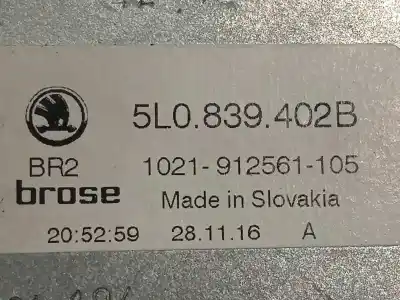 5L0.839.402B
BR2 1021-912561-105
brose Made in Slovakia
20:52:59 28.11.16 A